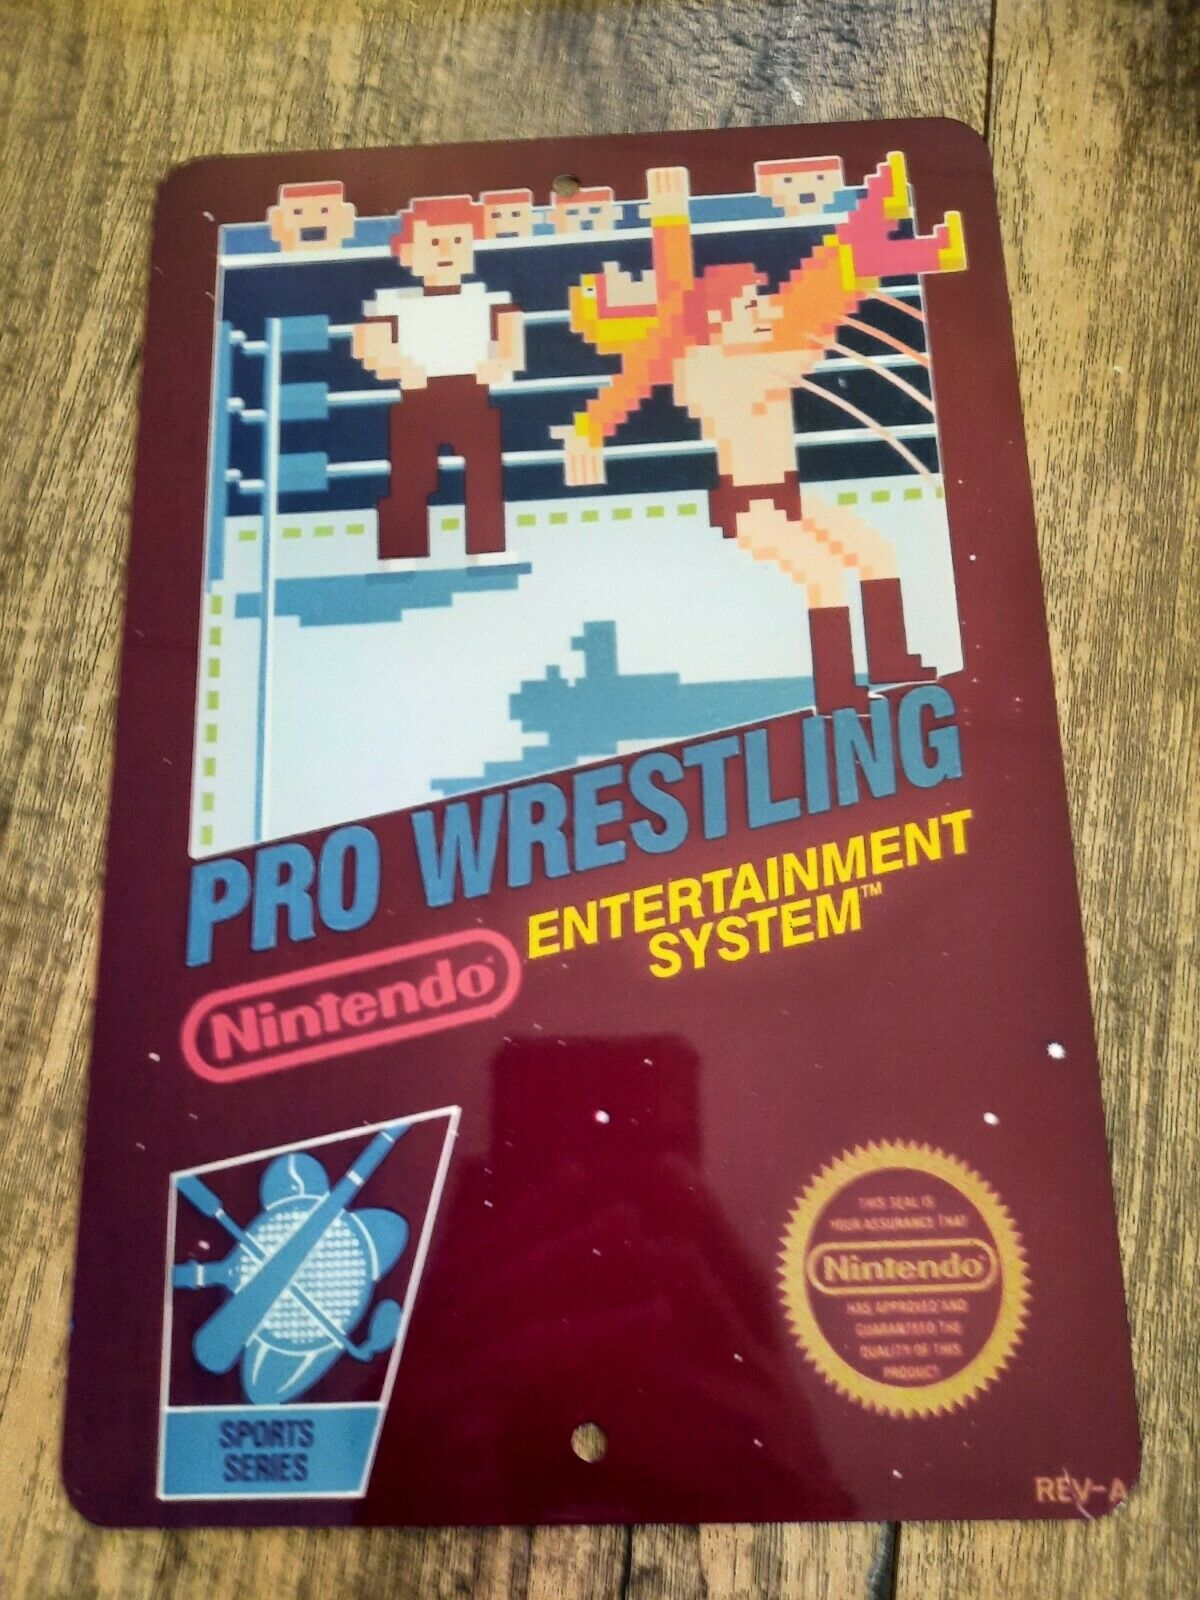 PRO WRESTLING
Nintendo®
ENTERTAINMENT
SYSTEM™
SPORTS
SERIES
THIS SEAL IS
YOUR ASSURANCE THAT
Nintendo®
HAS APPROVED AND
GUARANTEED THE
QUALITY OF THIS
PRODUCT
REV-A